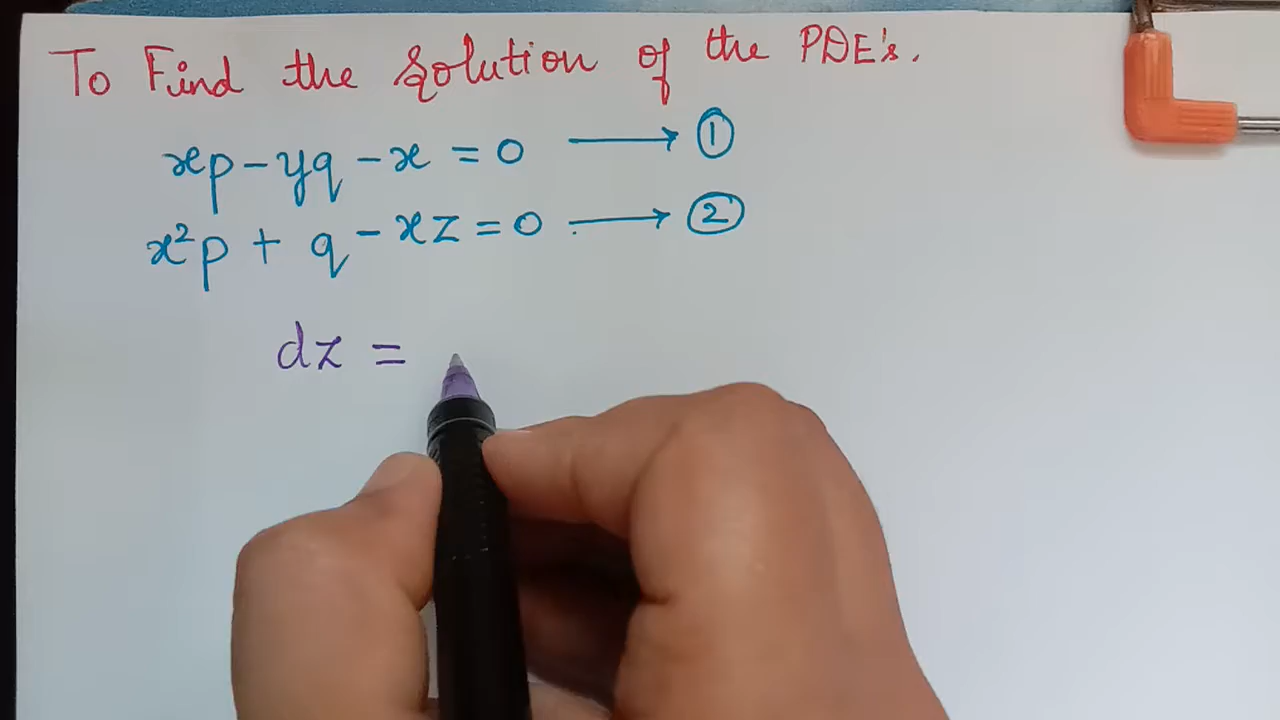 To Find the Solution of the PDE's.
xp - yq - x = 0 → ①
x²p + q - xz = 0 → ②
dz =